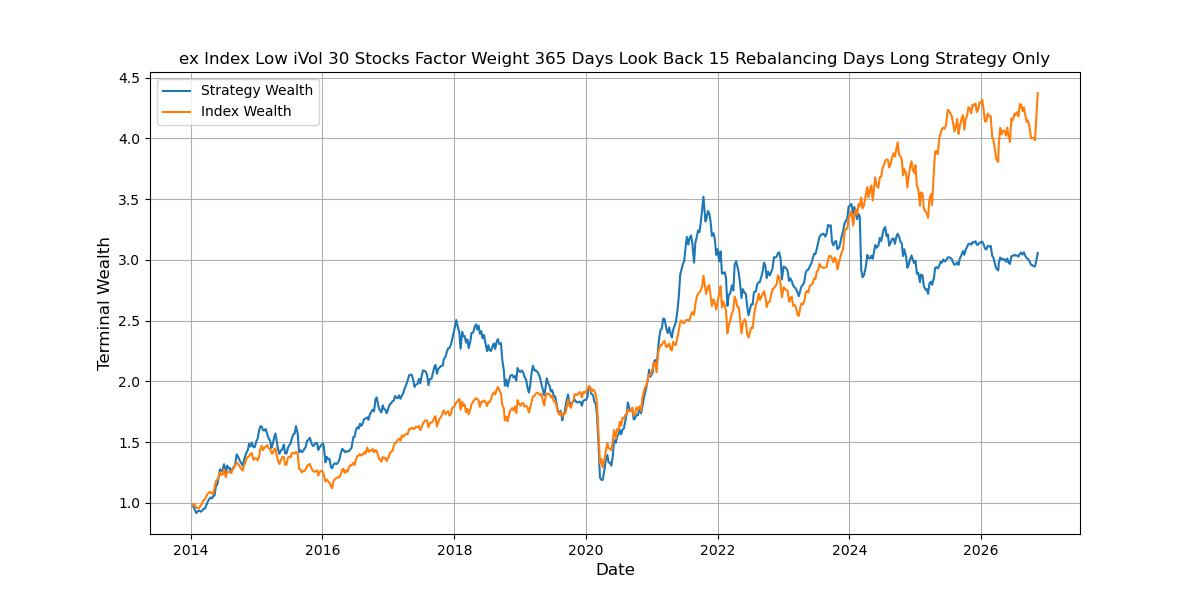 ex Index Low iVol 30 Stocks Factor Weight 365 Days Look Back 15 Rebalancing Days Long Strategy Only
Strategy Wealth
Index Wealth
Terminal Wealth
4.5
4.0
3.5
3.0
2.5
2.0
1.5
1.0
2014 2016 2018 2020 2022 2024 2026
Date